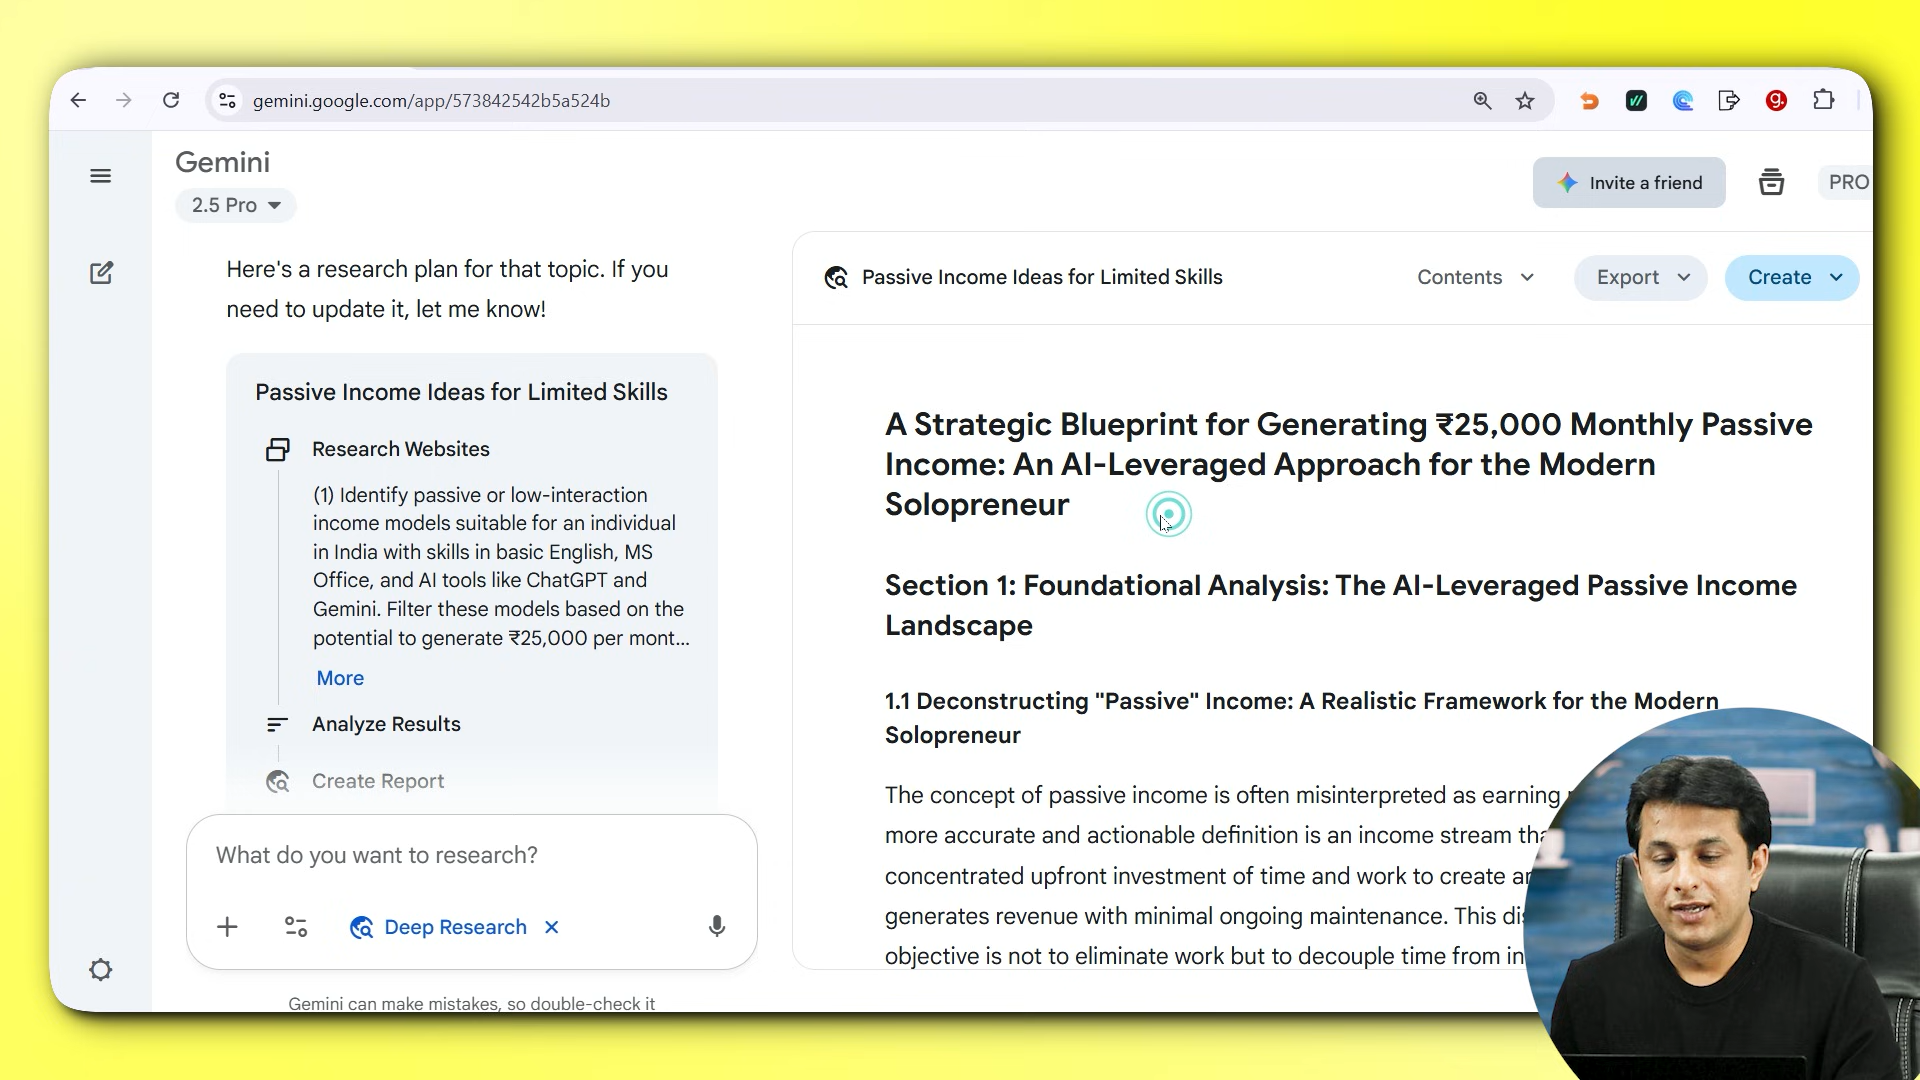 gemini.google.com/app/573842542b5a524b
g.
Gemini
2.5 Pro
Invite a friend
PRO
Here's a research plan for that topic. If you
need to update it, let me know!
Passive Income Ideas for Limited Skills
Research Websites
(1) Identify passive or low-interaction
income models suitable for an individual
in India with skills in basic English, MS
Office, and AI tools like ChatGPT and
Gemini. Filter these models based on the
potential to generate ₹25,000 per mont...
More
Analyze Results
Create Report
What do you want to research?
Deep Research
Gemini can make mistakes, so double-check it
Passive Income Ideas for Limited Skills
Contents
Export
Create
A Strategic Blueprint for Generating ₹25,000 Monthly Passive
Income: An AI-Leveraged Approach for the Modern
Solopreneur
Section 1: Foundational Analysis: The AI-Leveraged Passive Income
Landscape
1.1 Deconstructing "Passive" Income: A Realistic Framework for the Modern
Solopreneur
The concept of passive income is often misinterpreted as earning
more accurate and actionable definition is an income stream
concentrated upfront investment of time and work to create
generates revenue with minimal ongoing maintenance. This
objective is not to eliminate work but to decouple time from